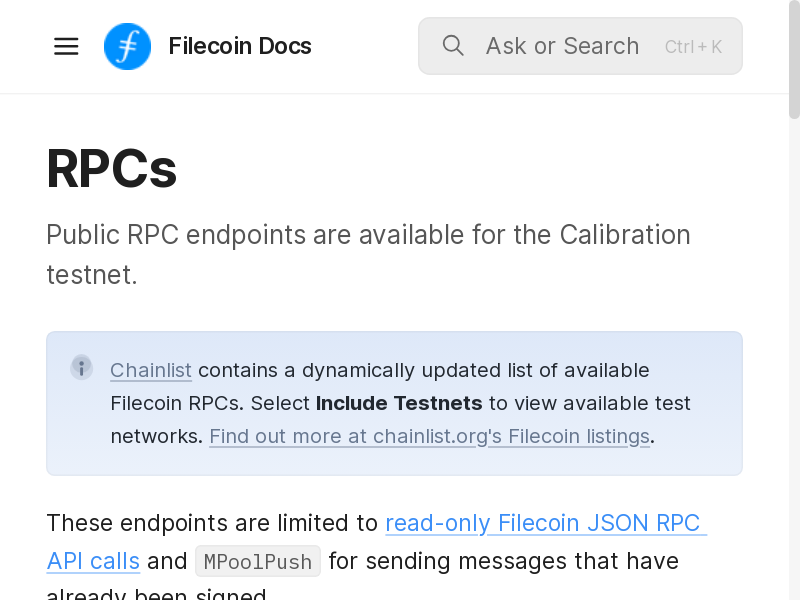 Filecoin Docs
Ask or Search
Ctrl + K
RPCs
Public RPC endpoints are available for the Calibration
testnet.
Chainlist contains a dynamically updated list of available
Filecoin RPCs. Select Include Testnets to view available test
networks. Find out more at chainlist.org's Filecoin listings.
These endpoints are limited to read-only Filecoin JSON RPC
API calls and MPoolPush for sending messages that have
already been signed.